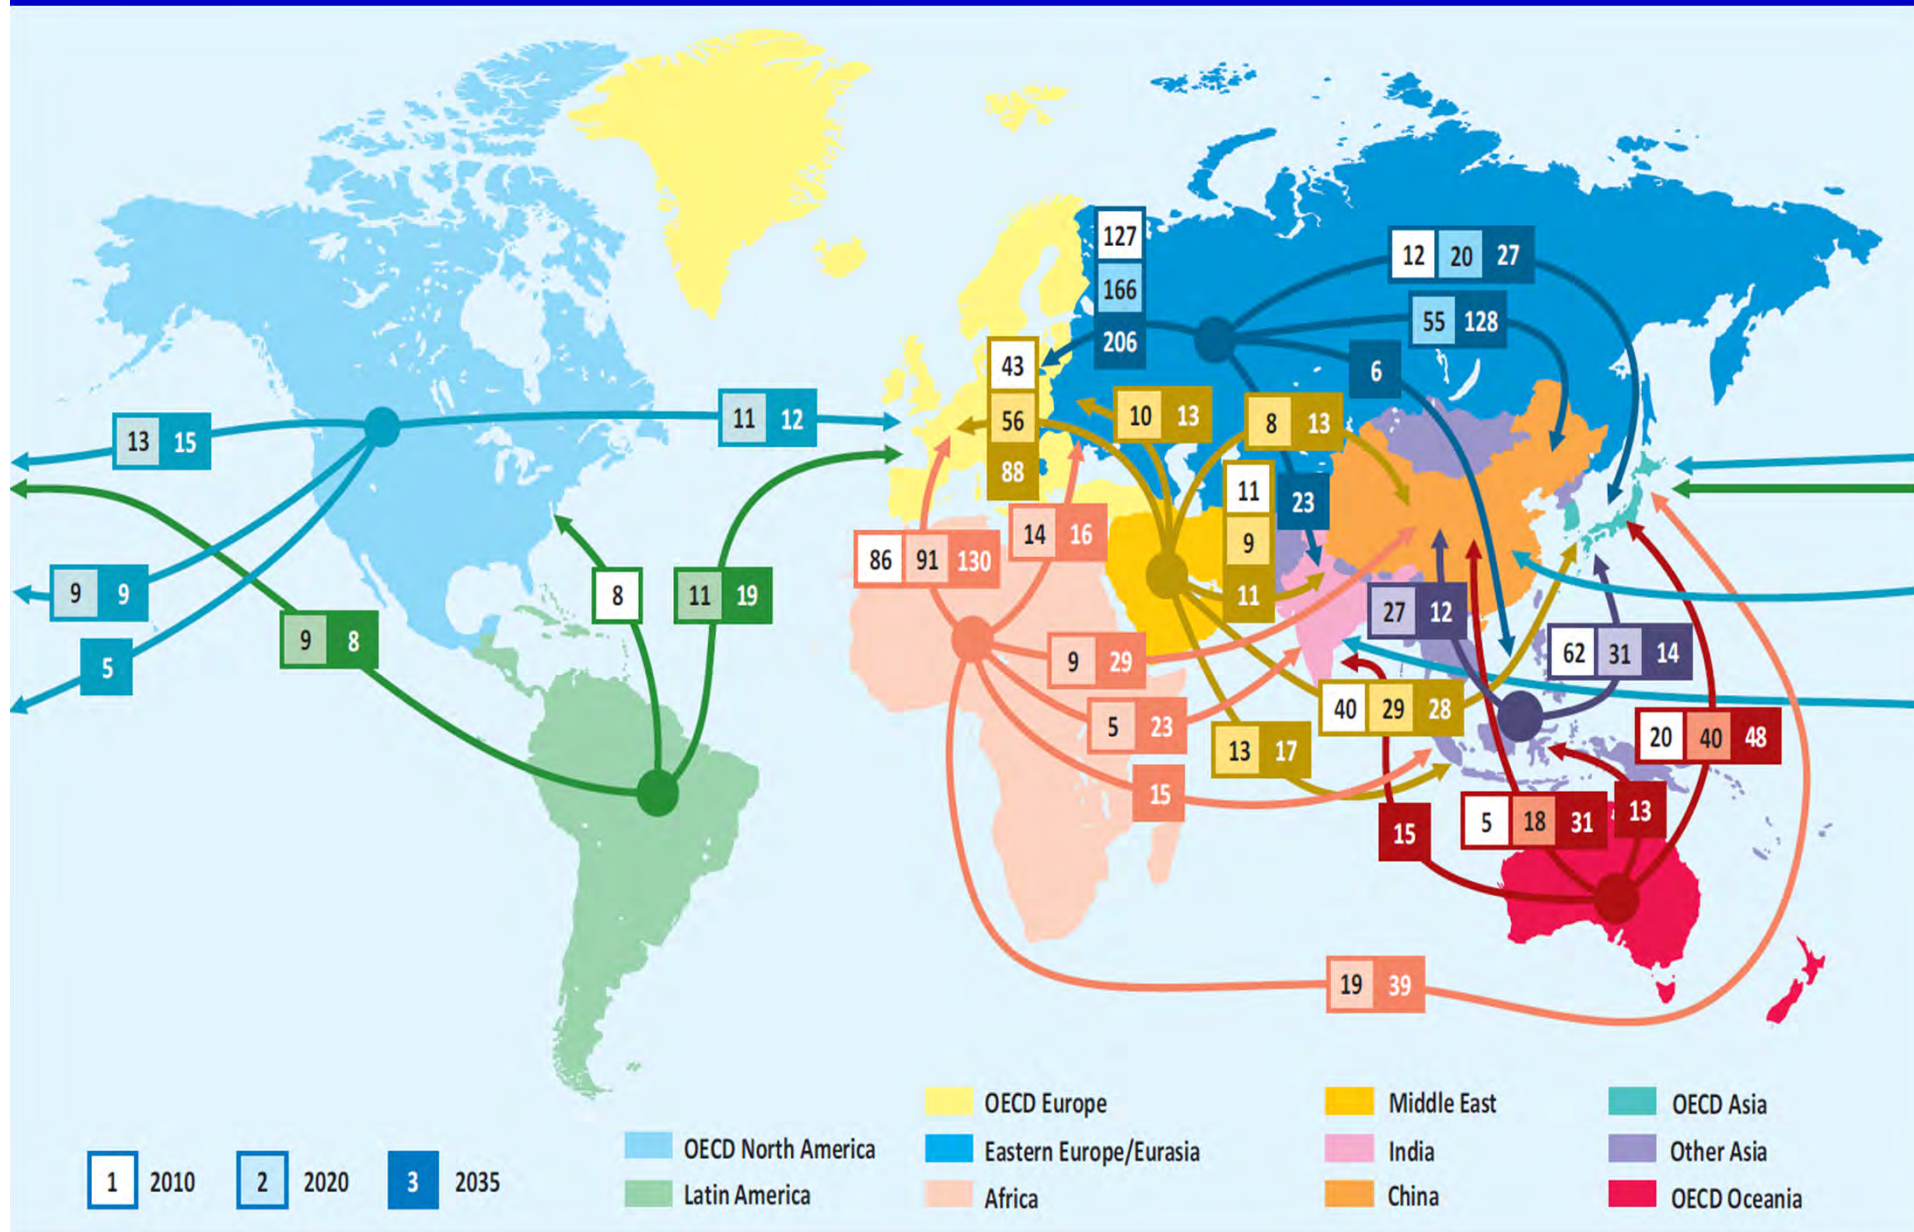 127
166
206
12 20 27
55 128
6
43
56
88
10 13
8 13
11 12
13 15
11
9
11
23
86 91 130
14 16
9 9
8
11 19
27 12
9 8
5
62 31 14
9 29
40 29 28
5 23
20 40 48
13 17
15
5 18 31
13
15
19 39
OECD Europe
Middle East
OECD Asia
OECD North America
Eastern Europe/Eurasia
India
Other Asia
1 2010
2 2020
3 2035
Latin America
Africa
China
OECD Oceania